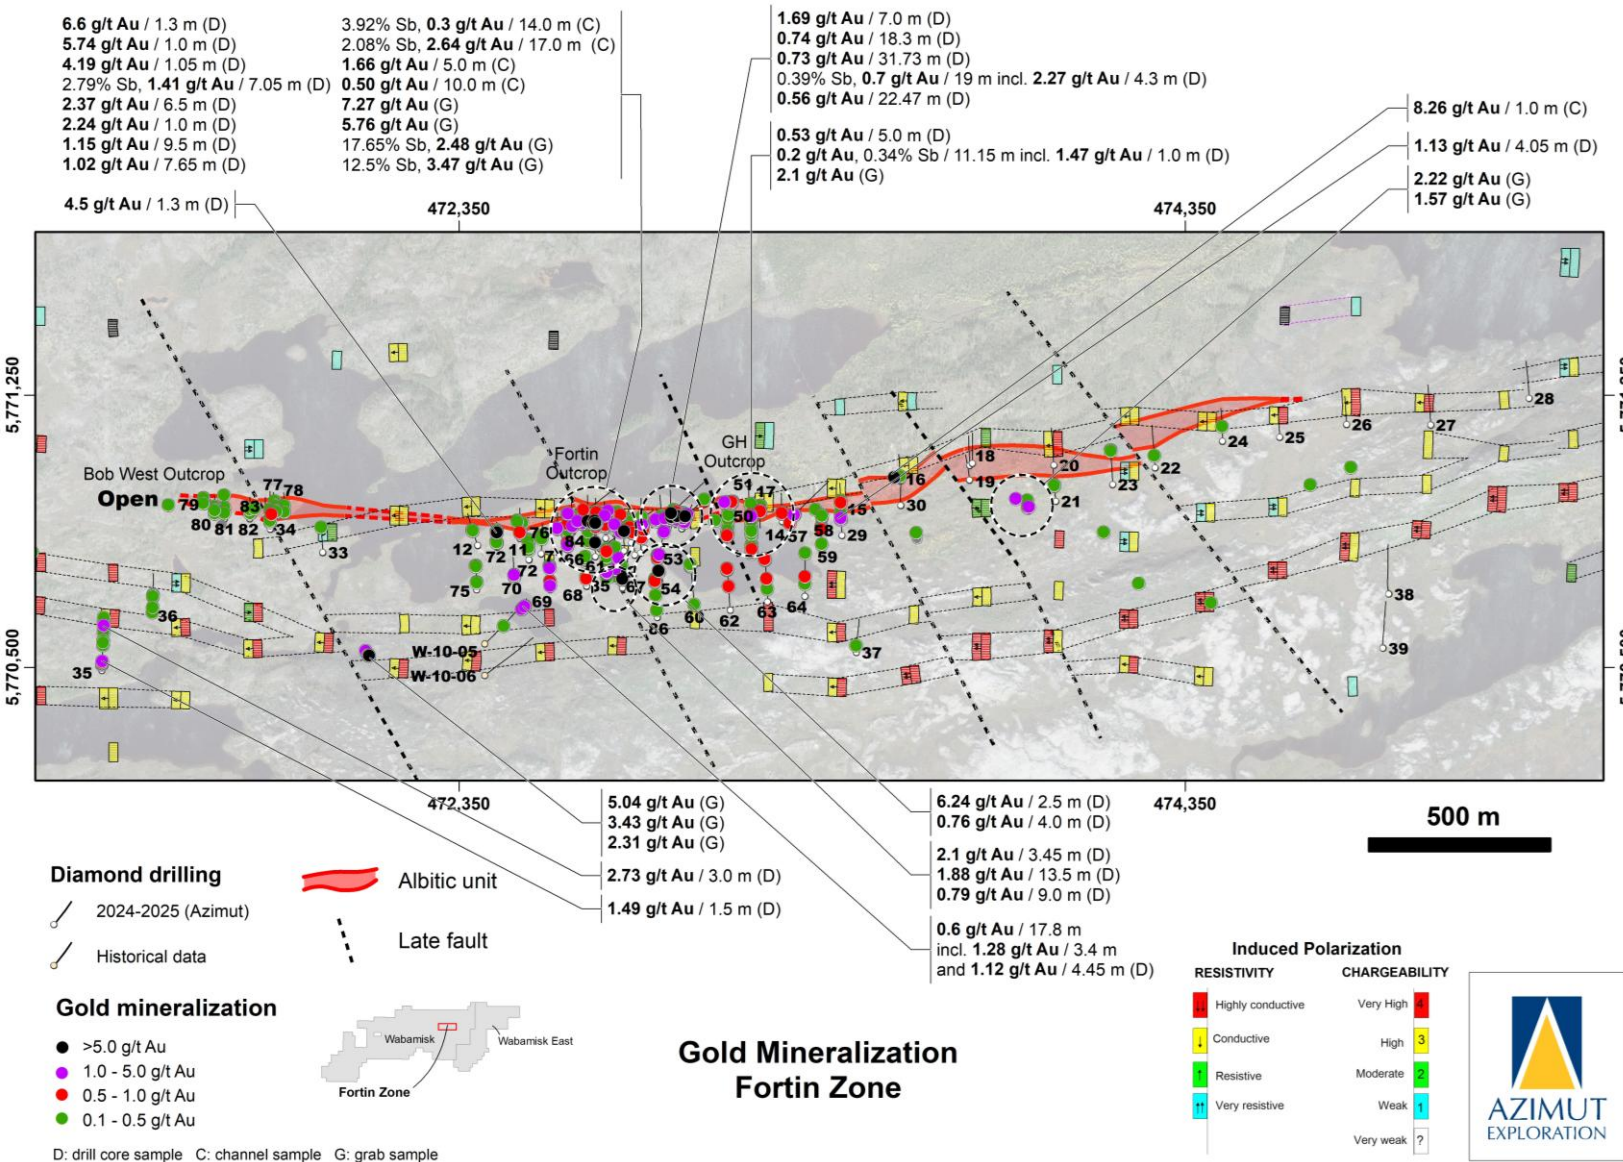 6.6 g/t Au / 1.3 m (D)
5.74 g/t Au / 1.0 m (D)
4.19 g/t Au / 1.05 m (D)
2.79% Sb, 1.41 g/t Au / 7.05 m (D)
2.37 g/t Au / 6.5 m (D)
2.24 g/t Au / 1.0 m (D)
1.15 g/t Au / 9.5 m (D)
1.02 g/t Au / 7.65 m (D)
3.92% Sb, 0.3 g/t Au / 14.0 m (C)
2.08% Sb, 2.64 g/t Au / 17.0 m (C)
1.66 g/t Au / 5.0 m (C)
0.50 g/t Au / 10.0 m (C)
7.27 g/t Au (G)
5.76 g/t Au (G)
17.65% Sb, 2.48 g/t Au (G)
12.5% Sb, 3.47 g/t Au (G)
1.69 g/t Au / 7.0 m (D)
0.74 g/t Au / 18.3 m (D)
0.73 g/t Au / 31.73 m (D)
0.39% Sb, 0.7 g/t Au / 19 m incl. 2.27 g/t Au / 4.3 m (D)
0.56 g/t Au / 22.47 m (D)
0.53 g/t Au / 5.0 m (D)
0.2 g/t Au, 0.34% Sb / 11.15 m incl. 1.47 g/t Au / 1.0 m (D)
2.1 g/t Au (G)
8.26 g/t Au / 1.0 m (C)
1.13 g/t Au / 4.05 m (D)
2.22 g/t Au (G)
1.57 g/t Au (G)
4.5 g/t Au / 1.3 m (D)
472,350
474,350
5,771,250
5,770,500
28
26
27
24
25
GH
Outcrop
Fortin
Outcrop
Bob West Outcrop
Open
18
20
22
19
16
21
23
30
77
78
79
83
80
81
82
34
33
51
17
50
14
57
15
58
29
59
12
72
11
76
7
72
84
66
61
53
75
70
69
68
35
67
54
86
60
62
63
64
36
35
37
38
39
W-10-05
W-10-06
472,350
474,350
5.04 g/t Au (G)
3.43 g/t Au (G)
2.31 g/t Au (G)
2.73 g/t Au / 3.0 m (D)
1.49 g/t Au / 1.5 m (D)
6.24 g/t Au / 2.5 m (D)
0.76 g/t Au / 4.0 m (D)
2.1 g/t Au / 3.45 m (D)
1.88 g/t Au / 13.5 m (D)
0.79 g/t Au / 9.0 m (D)
0.6 g/t Au / 17.8 m
incl. 1.28 g/t Au / 3.4 m
and 1.12 g/t Au / 4.45 m (D)
500 m
Diamond drilling
2024-2025 (Azimut)
Historical data
Albitic unit
Late fault
Gold mineralization
>5.0 g/t Au
1.0 - 5.0 g/t Au
0.5 - 1.0 g/t Au
0.1 - 0.5 g/t Au
D: drill core sample C: channel sample G: grab sample
Wabamisk
Wabamisk East
Fortin Zone
Gold Mineralization
Fortin Zone
Induced Polarization
RESISTIVITY
CHARGEABILITY
Highly conductive
Very High 4
Conductive
High 3
Resistive
Moderate 2
Very resistive
Weak 1
Very weak ?
AZIMUT
EXPLORATION